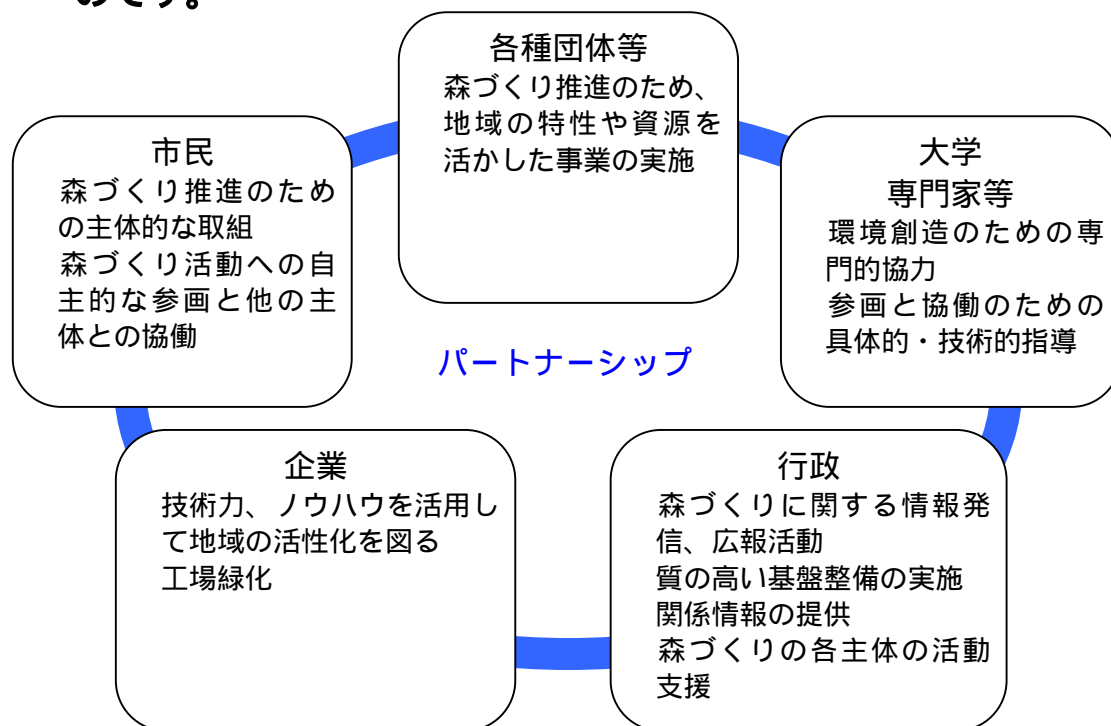 のです。
各種団体等
森づくり推進のため、
地域の特性や資源を
活かした事業の実施
市民
森づくり推進のため
の主体的な取組
森づくり活動への自
主的な参画と他の主
体との協働
大学
専門家等
環境創造のための専
門的協力
参画と協働のための
具体的・技術的指導
パートナーシップ
企業
技術力、ノウハウを活用し
て地域の活性化を図る
工場緑化
行政
森づくりに関する情報発
信、広報活動
質の高い基盤整備の実施
関係情報の提供
森づくりの各主体の活動
支援